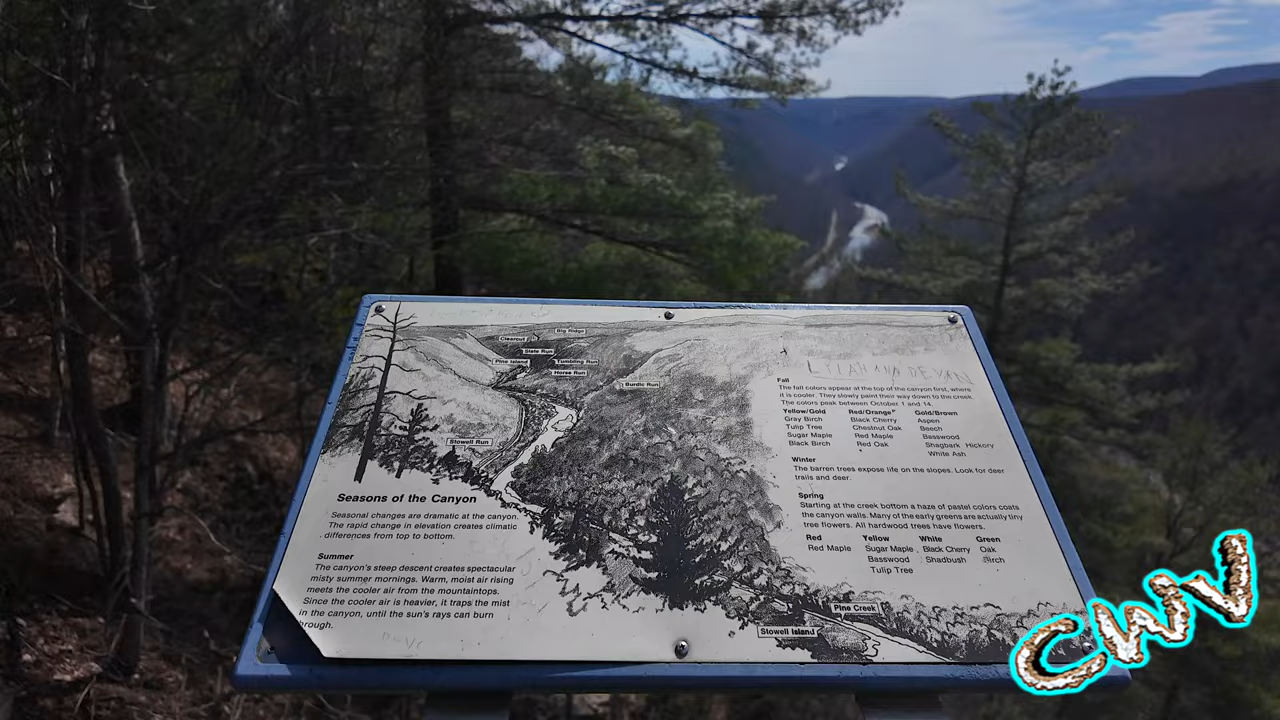 Big Ridge
Clearcut
Slate Run
Pine Island
Tumbling Run
Horse Run
Burdic Run
Stowell Run
LILAH AND DEVAN
Seasons of the Canyon
Seasonal changes are dramatic at the canyon.
The rapid change in elevation creates climatic
differences from top to bottom.
Summer
The canyon's steep descent creates spectacular
misty summer mornings. Warm, moist air rising
meets the cooler air from the mountaintops.
Since the cooler air is heavier, it traps the mist
in the canyon, until the sun's rays can burn
hrough.
Fall
The fall colors appear at the top of the canyon first, where
it is cooler. They slowly paint their way down to the creek.
The colors peak between October 1 and 14.
Yellow/Gold Red/Orange Gold/Brown
Gray Birch Black Cherry Aspen
Tulip Tree Chestnut Oak Beech
Sugar Maple Red Maple Basswood
Black Birch Red Oak Shagbark Hickory
White Ash
Winter
The barren trees expose life on the slopes. Look for deer
trails and deer.
Spring
Starting at the creek bottom a haze of pastel colors coats
the canyon walls. Many of the early greens are actually tiny
tree flowers. All hardwood trees have flowers.
Red Yellow White Green
Red Maple Sugar Maple Black Cherry Oak
Basswood Shadbush Birch
Tulip Tree
Pine Creek
Stowell Island
CWV